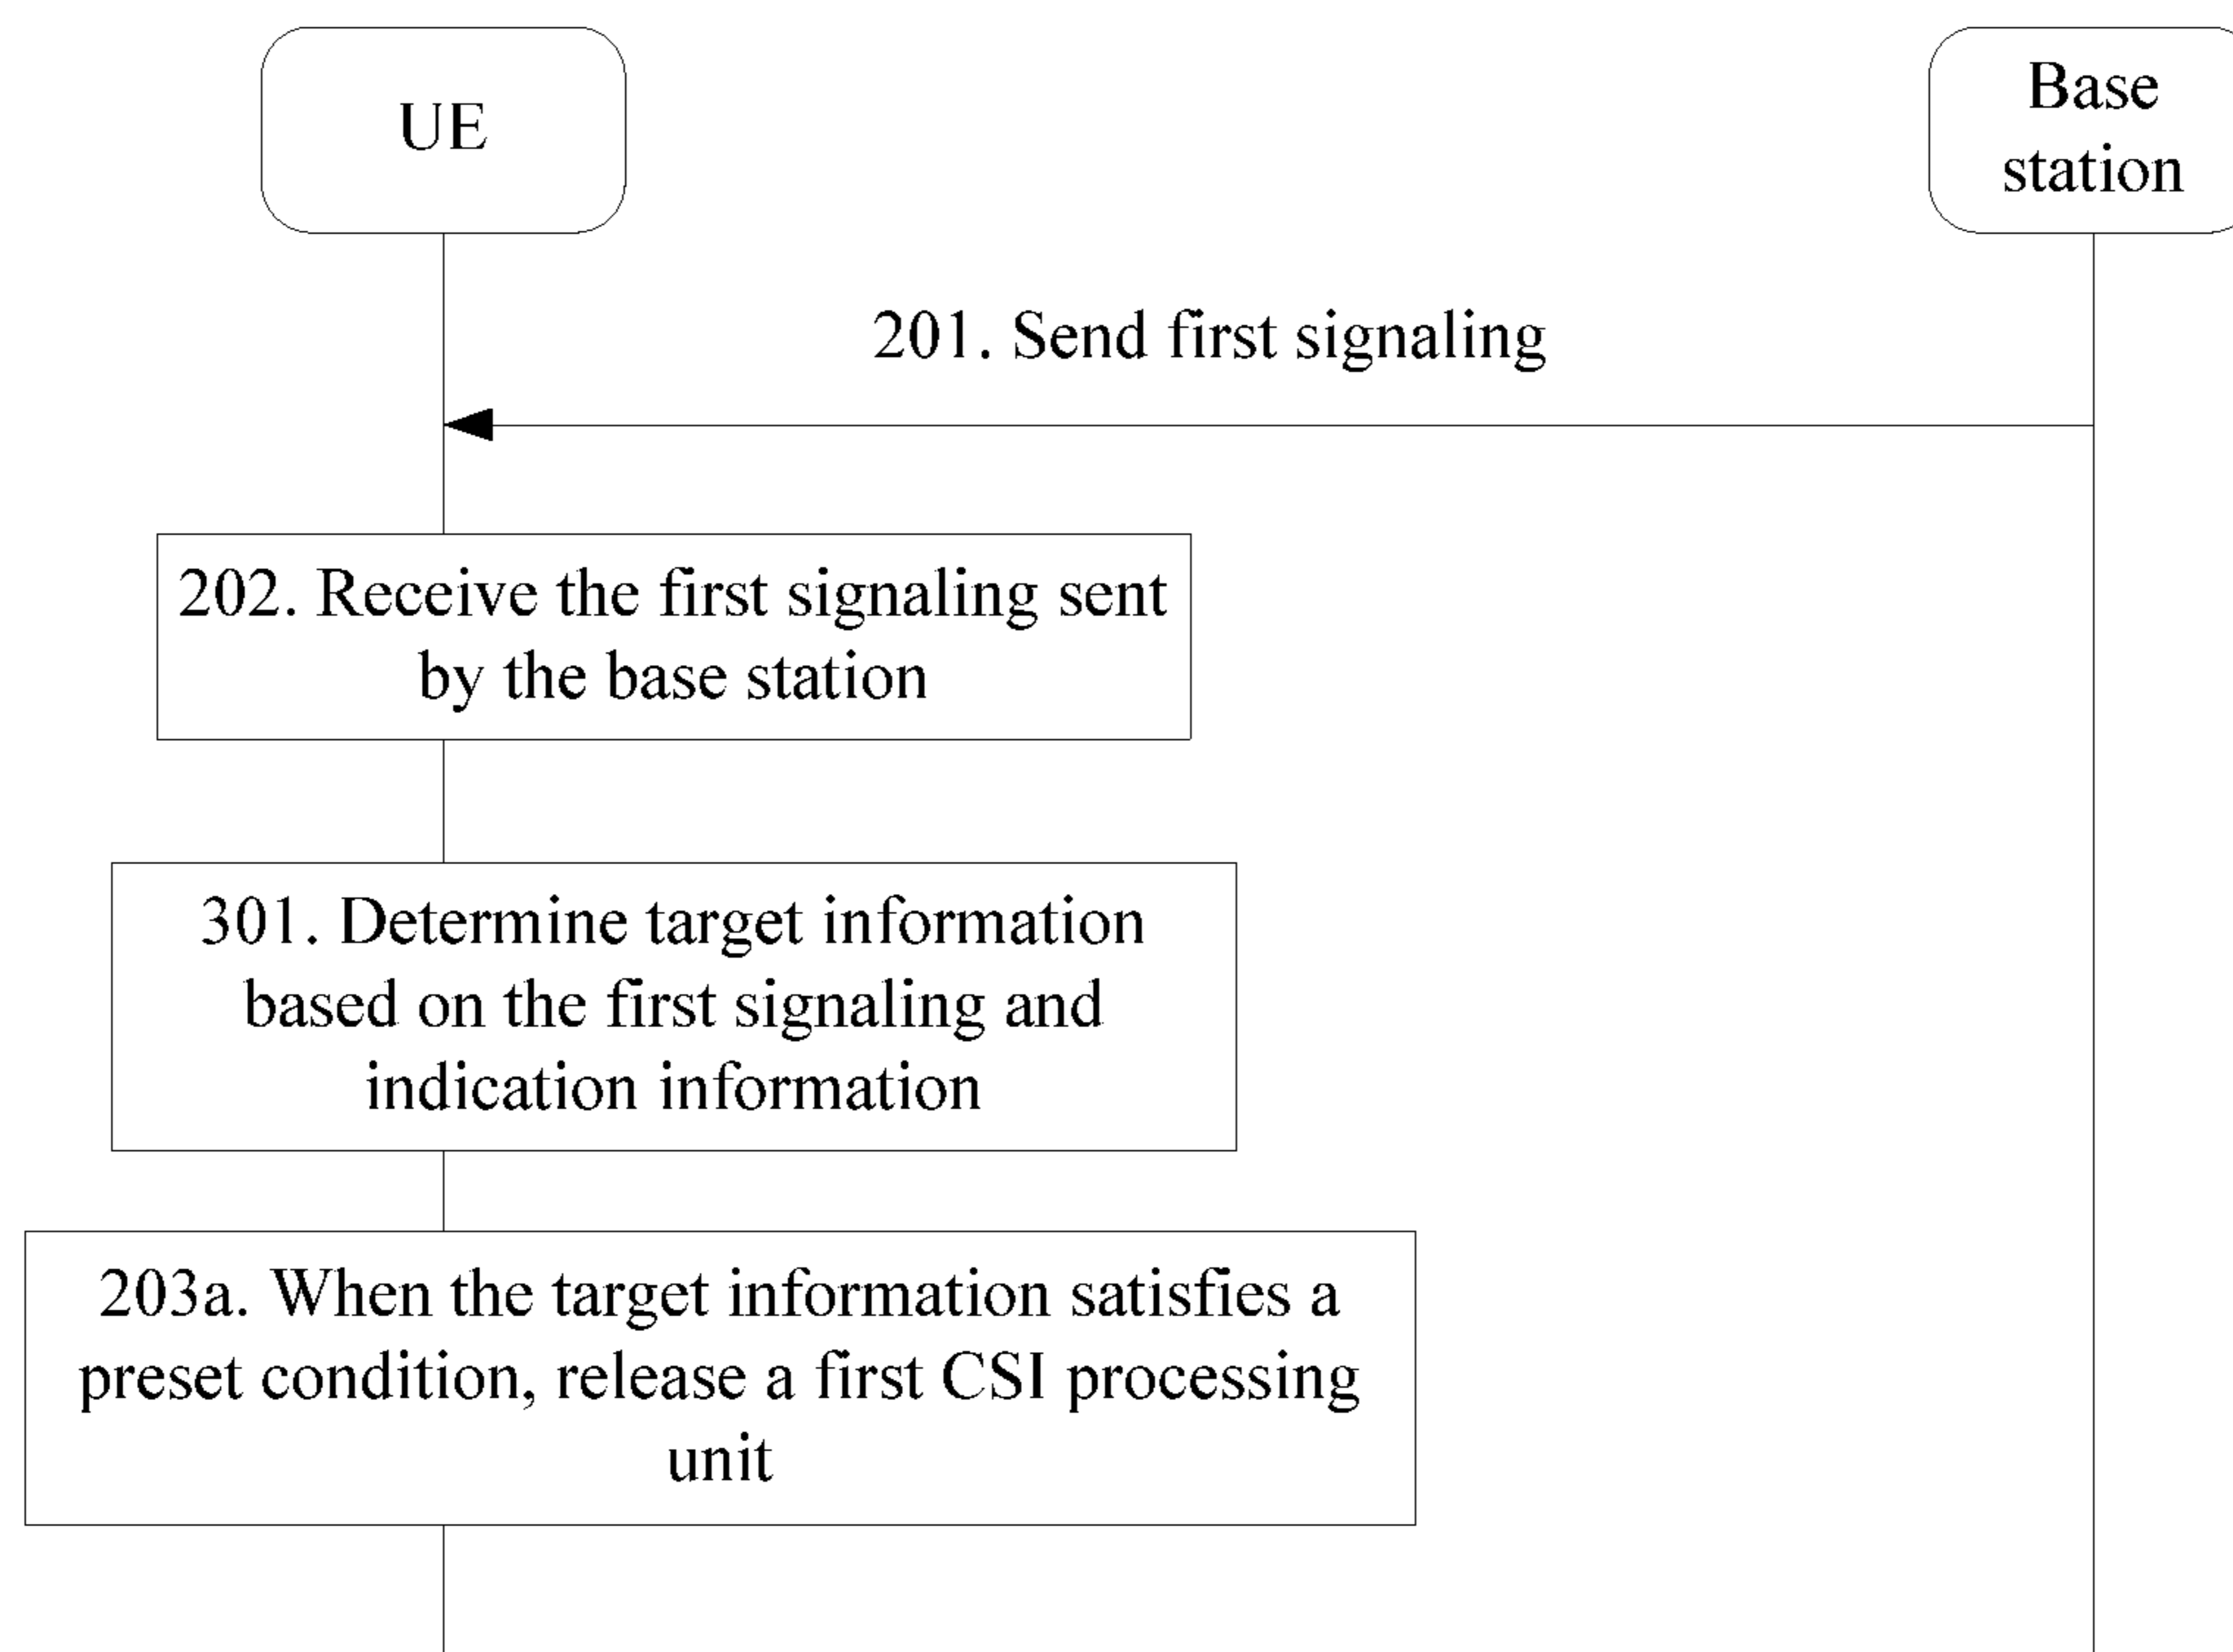 UE
Base
station
201. Send first signaling
202. Receive the first signaling sent
by the base station
301. Determine target information
based on the first signaling and
indication information
203a. When the target information satisfies a
preset condition, release a first CSI processing
unit